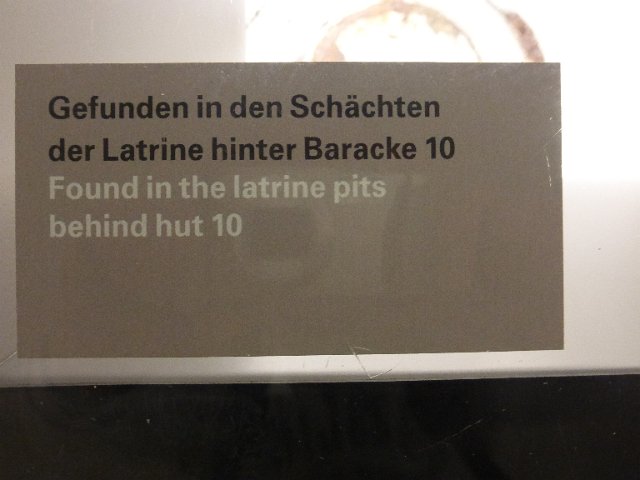 Gefunden in den Schächten
der Latrine hinter Baracke 10
Found in the latrine pits
behind hut 10